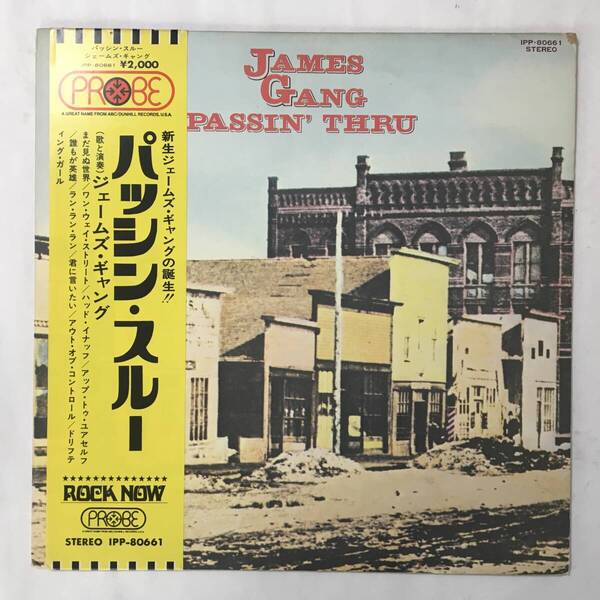 パッシン・スルー
ジェームズ・ギャング
IPP-80661 ¥2,000
PROBE
A GREAT NAME FROM ABC/DUNHILL RECORDS, U.S.A.
新生ジェームズ・ギャングの誕生!!
パッシン・スルー
(歌と演奏)ジェームズ・ギャング
まだ見ぬ世界/ワン・ウェイ・ストリート/ハッド・イナッフ/アップ・トゥ・ユアセルフ
/誰もが英雄/ラン・ラン・ラン/君に言いたい/アウト・オブ・コントロール/ドリフテ
ィング・ガール
ROCK NOW
PROBE
STEREO IPP-80661
IPP-80661
STEREO
JAMES
GANG
PASSIN' THRU